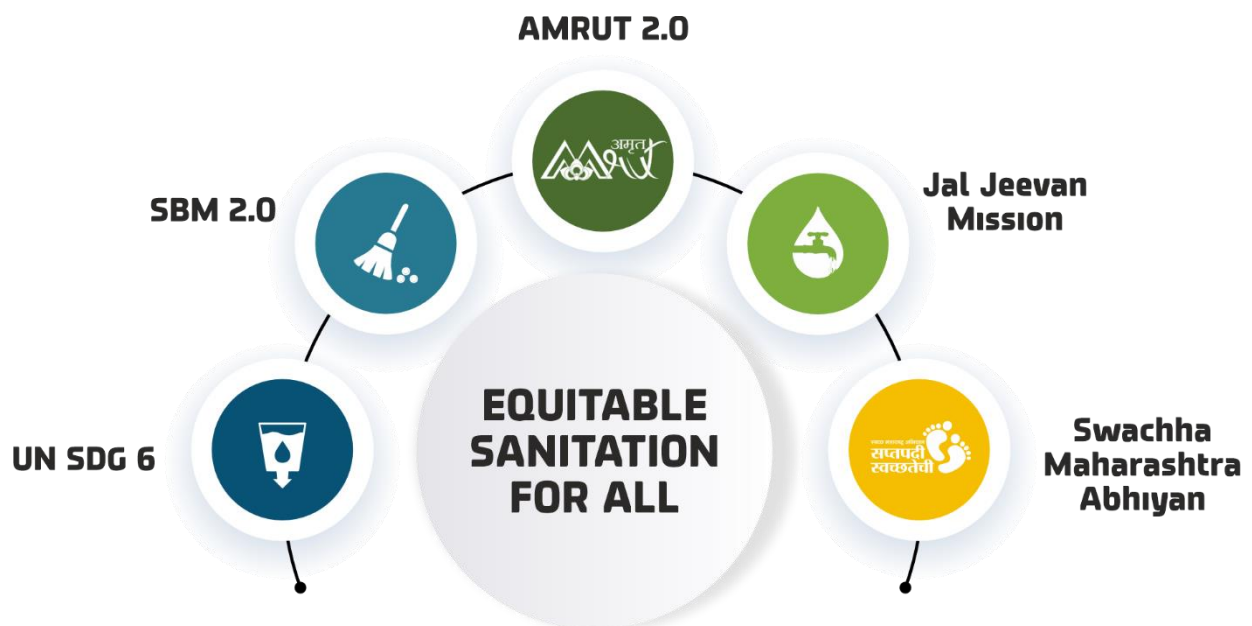 AMRUT 2.0
अमृत
AMRUT
SBM 2.0
Jal Jeevan
Mission
EQUITABLE
SANITATION
FOR ALL
UN SDG 6
सप्तपदी
स्वच्छतेची
Swachha
Maharashtra
Abhiyan